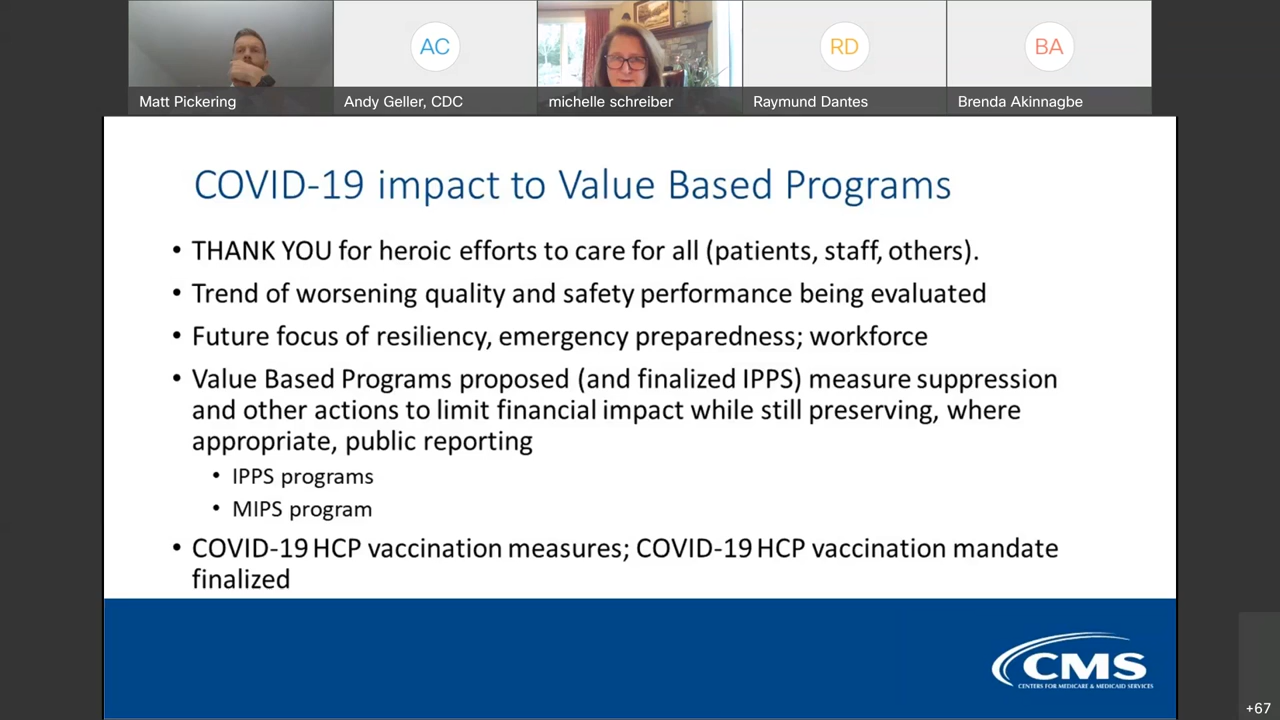 AC
RD
BA
Matt Pickering
Andy Geller, CDC
michelle schreiber
Raymund Dantes
Brenda Akinnagbe
COVID-19 impact to Value Based Programs
• THANK YOU for heroic efforts to care for all (patients, staff, others).
• Trend of worsening quality and safety performance being evaluated
• Future focus of resiliency, emergency preparedness; workforce
• Value Based Programs proposed (and finalized IPPS) measure suppression
and other actions to limit financial impact while still preserving, where
appropriate, public reporting
• IPPS programs
• MIPS program
• COVID-19 HCP vaccination measures; COVID-19 HCP vaccination mandate
finalized
CMS
CENTERS FOR MEDICARE & MEDICAID SERVICES
+67